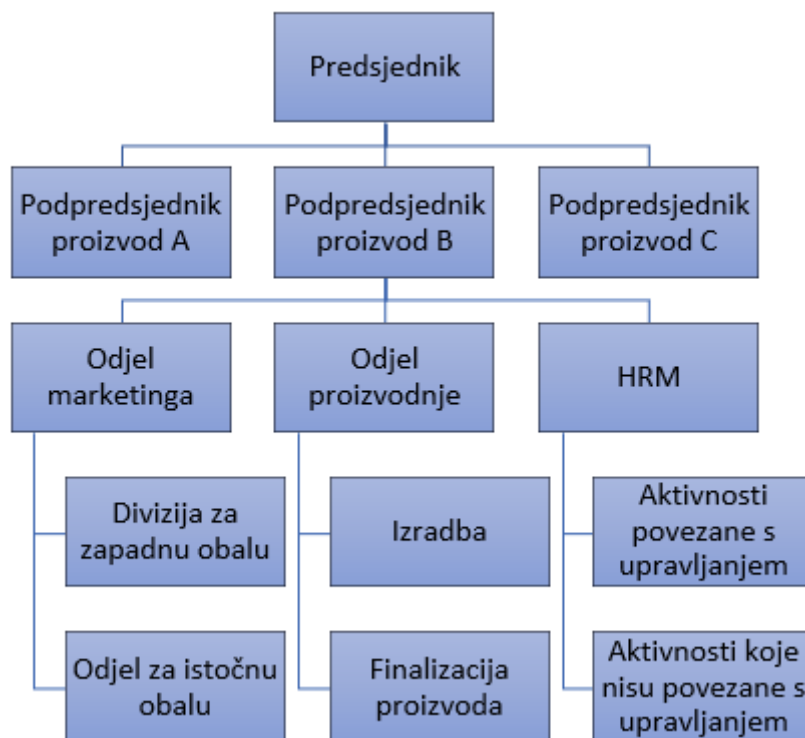 Predsjednik
Podpredsjednik
proizvod A
Podpredsjednik
proizvod B
Podpredsjednik
proizvod C
Odjel
marketinga
Odjel
proizvodnje
HRM
Divizija za
zapadnu obalu
Izradba
Aktivnosti
povezane s
upravljanjem
Odjel za istočnu
obalu
Finalizacija
proizvoda
Aktivnosti koje
nisu povezane s
upravljanjem